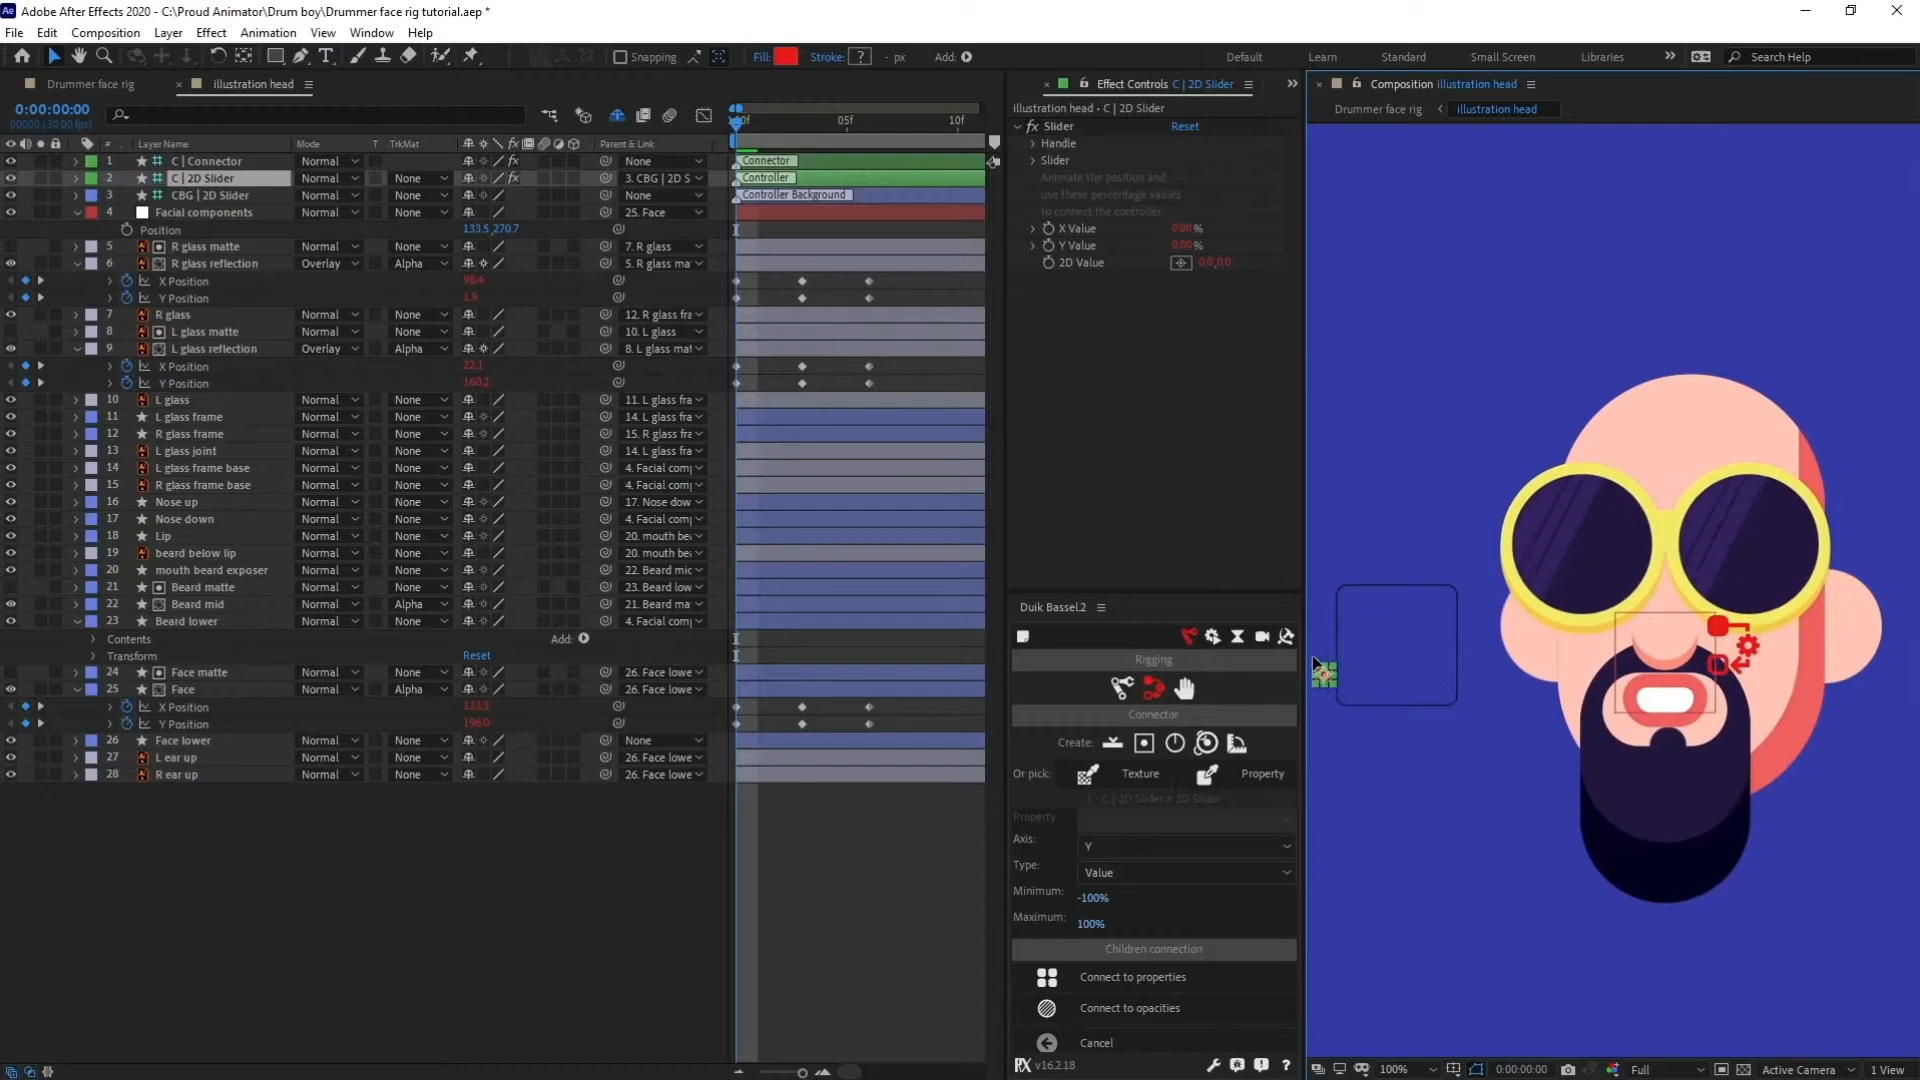 Adobe After Effects 2020 - C:\Proud Animator\Drum boy\Drummer face rig tutorial.aep *
File Edit Composition Layer Effect Animation View Window Help
Snapping Fill: Stroke: ? - px Add: Default Learn Standard Small Screen Libraries Search Help
Drummer face rig × illustration head
0:00:00:00
00000 (30.00 fps)
# Layer Name Mode T .TrkMat Parent & Link 05f 10f
1 C | Connector Normal None Connector
2 C | 2D Slider Normal None 3. CBG | 2D S Controller
3 CBG | 2D Slider Normal None None Controller Background
4 Facial components Normal None 25. Face
Position 133.5,270.7
5 R glass matte Normal None 7. R glass
6 R glass reflection Overlay Alpha 5. R glass ma
X Position 98.4
Y Position 1.9
7 R glass Normal None 12. R glass fra
8 L glass matte Normal None 10. L glass
9 L glass reflection Overlay Alpha 8. L glass mat
X Position 22.1
Y Position 160.2
10 L glass Normal None 11. L glass fra
11 L glass frame Normal None 14. L glass fra
12 R glass frame Normal None 15. R glass fra
13 L glass joint Normal None 14. L glass fra
14 L glass frame base Normal None 4. Facial com
15 R glass frame base Normal None 4. Facial com
16 Nose up Normal None 17. Nose dow
17 Nose down Normal None 4. Facial com
18 Lip Normal None 20. mouth be
19 beard below lip Normal None 20. mouth be
20 mouth beard exposer Normal None 22. Beard mic
21 Beard matte Normal None 23. Beard low
22 Beard mid Normal Alpha 21. Beard ma
23 Beard lower Normal None 4. Facial com
Contents Add:
Transform Reset
24 Face matte Normal None 26. Face lowe
25 Face Normal Alpha 26. Face lowe
X Position 133.5
Y Position 196.0
26 Face lower Normal None None
27 L ear up Normal None 26. Face lowe
28 R ear up Normal None 26. Face lowe
× Effect Controls C | 2D Slider
illustration head • C | 2D Slider
fx Slider Reset
Handle
Slider
Animate the position and
use these percentage values
to connect the controller.
X Value 0.00%
Y Value 0.00%
2D Value 0.0,0.0
Duik Bassel.2
Rigging
Connector
Create:
Or pick: Texture Property
L - C | 2D Slider # 2D Slider
Property
Axis: Y
Type: Value
Minimum: -100%
Maximum: 100%
Children connection
Connect to properties
Connect to opacities
Cancel
RX v16.2.18 ?
× Composition illustration head
Drummer face rig illustration head
100% 0:00:00:00 Full Active Camera 1 View